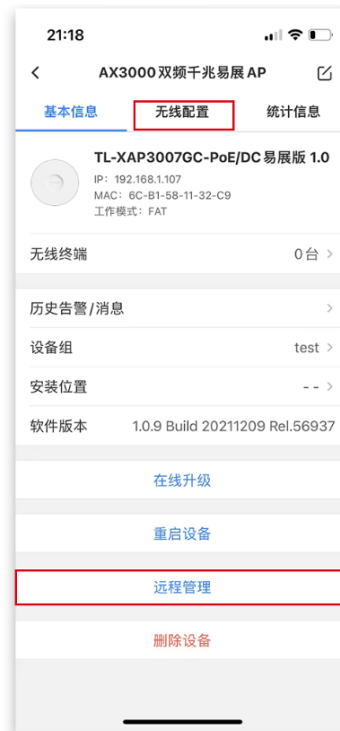 21:18
AX3000双频千兆易展AP
基本信息 无线配置 统计信息
TL-XAP3007GC-PoE/DC易展版 1.0
IP: 192.168.1.107
MAC: 6C-B1-58-11-32-C9
工作模式: FAT
无线终端 0台 >
历史告警/消息 >
设备组 test >
安装位置 -- >
软件版本 1.0.9 Build 20211209 Rel.56937
在线升级
重启设备
远程管理
删除设备